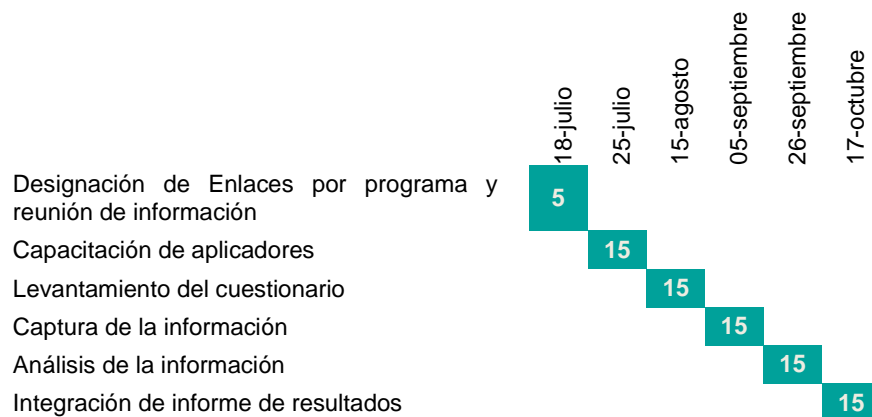 18-julio
25-julio
15-agosto
05-septiembre
26-septiembre
17-octubre
Designación de Enlaces por programa y
reunión de información
5
Capacitación de aplicadores
15
Levantamiento del cuestionario
15
Captura de la información
15
Análisis de la información
15
Integración de informe de resultados
15